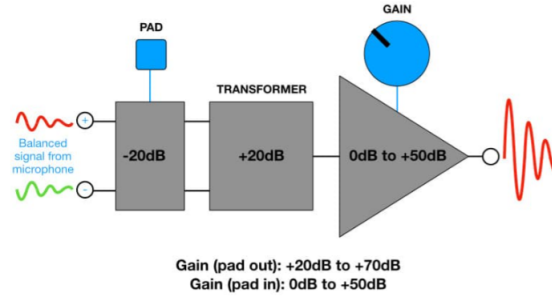 PAD
GAIN
TRANSFORMER
+
Balanced
signal from
microphone
-
-20dB
+20dB
0dB to +50dB
Gain (pad out): +20dB to +70dB
Gain (pad in): 0dB to +50dB